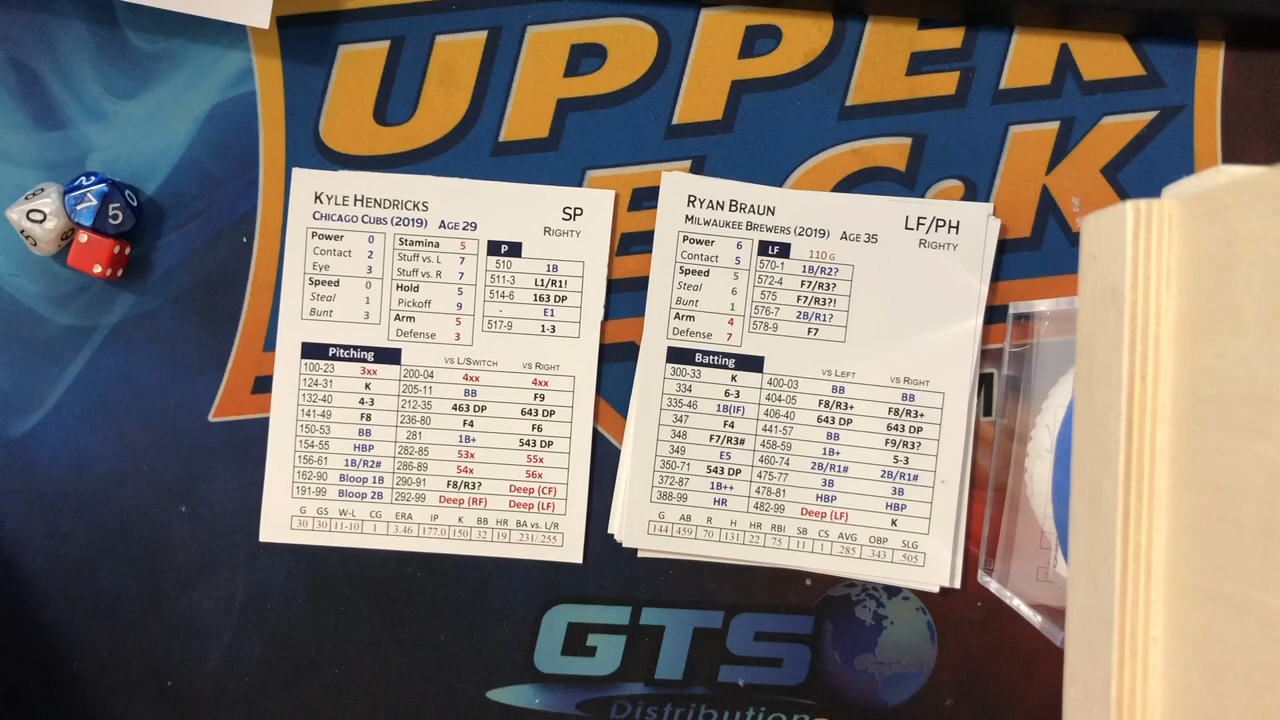 UPPER
DECK
KYLE HENDRICKS
CHICAGO CUBS (2019) AGE 29
SP
RIGHTY
Power 0
Contact 2
Eye 3
Speed 0
Steal 1
Bunt 3
Stamina 5
Stuff vs. L 7
Stuff vs. R 7
Hold 5
Pickoff 9
Arm 5
Defense 3
P
510 1B
511-3 L1/R1!
514-6 163 DP
- E1
517-9 1-3
Pitching VS L/SWITCH VS RIGHT
100-23 3xx 200-04 4xx 4xx
124-31 K 205-11 BB F9
132-40 4-3 212-35 463 DP 643 DP
141-49 F8 236-80 F4 F6
150-53 BB 281 1B+ 543 DP
154-55 HBP 282-85 53x 55x
156-61 1B/R2# 286-89 54x 56x
162-90 Bloop 1B 290-91 F8/R3? Deep (CF)
191-99 Bloop 2B 292-99 Deep (RF) Deep (LF)
G GS W-L CG ERA IP K BB HR BA vs. L/R
30 30 11-10 1 3.46 177.0 150 32 19 .231/.255
RYAN BRAUN
MILWAUKEE BREWERS (2019) AGE 35
LF/PH
RIGHTY
Power 6
Contact 5
Speed 5
Steal 6
Bunt 1
Arm 4
Defense 7
LF 110 G
570-1 1B/R2?
572-4 F7/R3?
575 F7/R3?!
576-7 2B/R1?
578-9 F7
Batting VS LEFT VS RIGHT
300-33 K 400-03 BB BB
334 6-3 404-05 F8/R3+ F8/R3+
335-46 1B(IF) 406-40 643 DP 643 DP
347 F4 441-57 BB F9/R3?
348 F7/R3# 458-59 1B+ 5-3
349 E5 460-74 2B/R1# 2B/R1#
350-71 543 DP 475-77 3B 3B
372-87 1B++ 478-81 HBP HBP
388-99 HR 482-99 Deep (LF) K
G AB R H HR RBI SB CS AVG OBP SLG
144 459 70 131 22 75 11 1 .285 .343 .505
GTS
Distribution